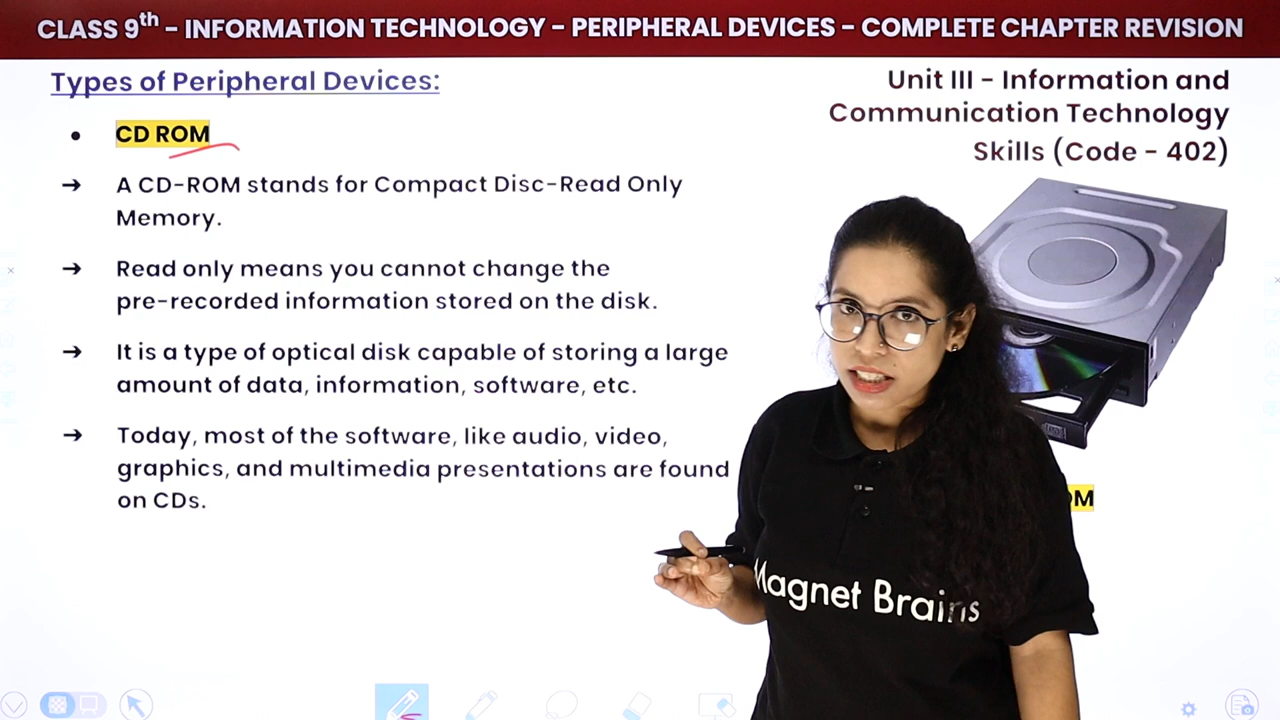 CLASS 9th – INFORMATION TECHNOLOGY – PERIPHERAL DEVICES – COMPLETE CHAPTER REVISION
Types of Peripheral Devices:
Unit III – Information and
Communication Technology
Skills (Code - 402)
● CD ROM
➔ A CD-ROM stands for Compact Disc-Read Only
Memory.
➔ Read only means you cannot change the
pre-recorded information stored on the disk.
➔ It is a type of optical disk capable of storing a large
amount of data, information, software, etc.
➔ Today, most of the software, like audio, video,
graphics, and multimedia presentations are found
on CDs.
Magnet Brains